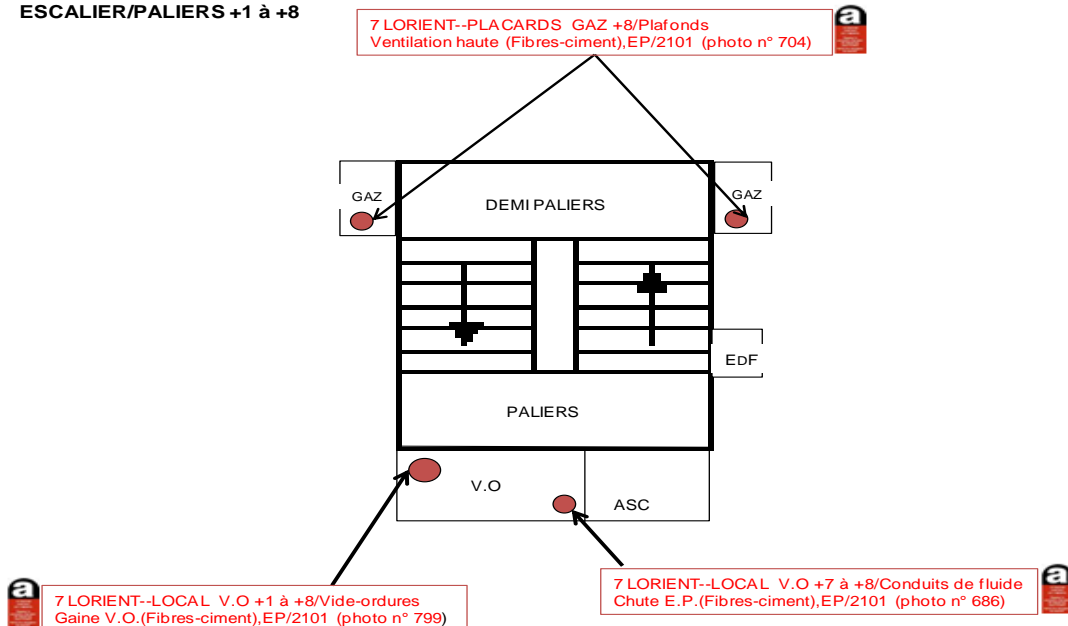 ESCALIER/PALIERS +1 à +8
7 LORIENT--PLACARDS GAZ +8/Plafonds
Ventilation haute (Fibres-ciment),EP/2101 (photo n° 704)
a
GAZ
GAZ
DEMI PALIERS
EDF
PALIERS
V.O
ASC
a
7 LORIENT--LOCAL V.O +1 à +8/Vide-ordures
Gaine V.O.(Fibres-ciment),EP/2101 (photo n° 799)
7 LORIENT--LOCAL V.O +7 à +8/Conduits de fluide
Chute E.P.(Fibres-ciment),EP/2101 (photo n° 686)
a